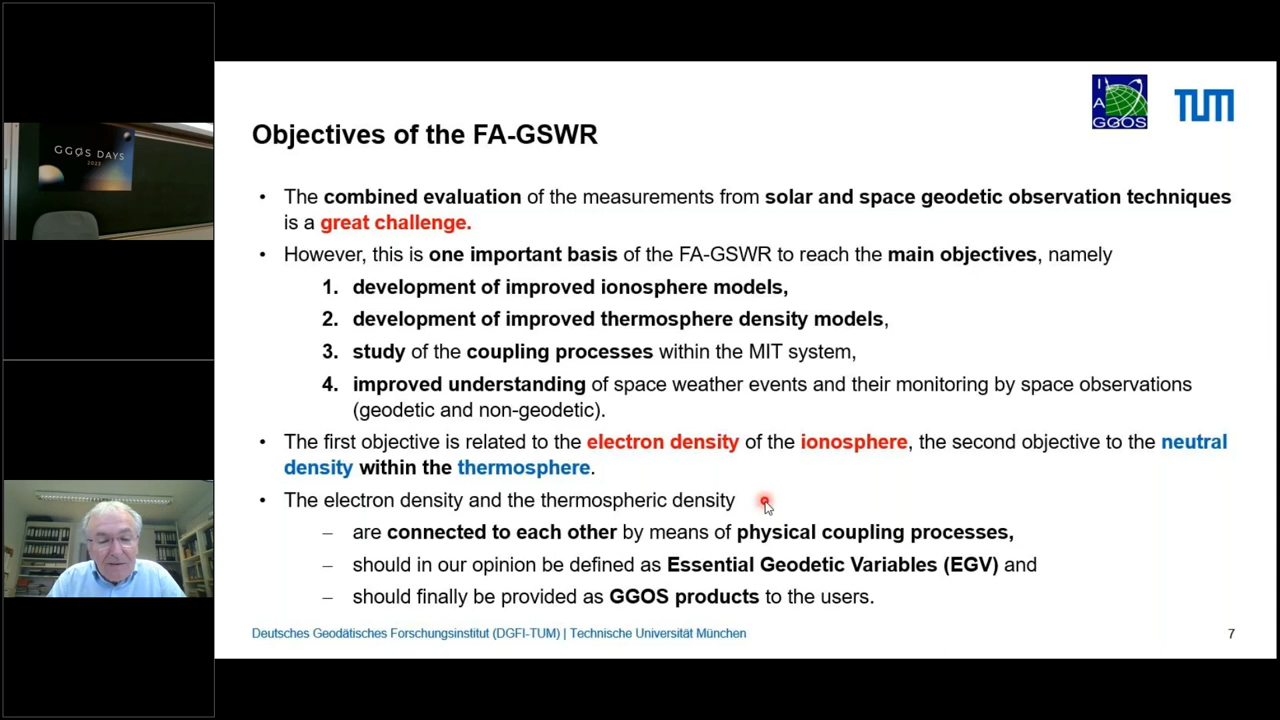 GGOS DAYS
2023
I
A
GGOS
TUM
Objectives of the FA-GSWR
• The combined evaluation of the measurements from solar and space geodetic observation techniques
is a great challenge.
• However, this is one important basis of the FA-GSWR to reach the main objectives, namely
1. development of improved ionosphere models,
2. development of improved thermosphere density models,
3. study of the coupling processes within the MIT system,
4. improved understanding of space weather events and their monitoring by space observations
(geodetic and non-geodetic).
• The first objective is related to the electron density of the ionosphere, the second objective to the neutral
density within the thermosphere.
• The electron density and the thermospheric density
– are connected to each other by means of physical coupling processes,
– should in our opinion be defined as Essential Geodetic Variables (EGV) and
– should finally be provided as GGOS products to the users.
Deutsches Geodätisches Forschungsinstitut (DGFI-TUM) | Technische Universität München
7